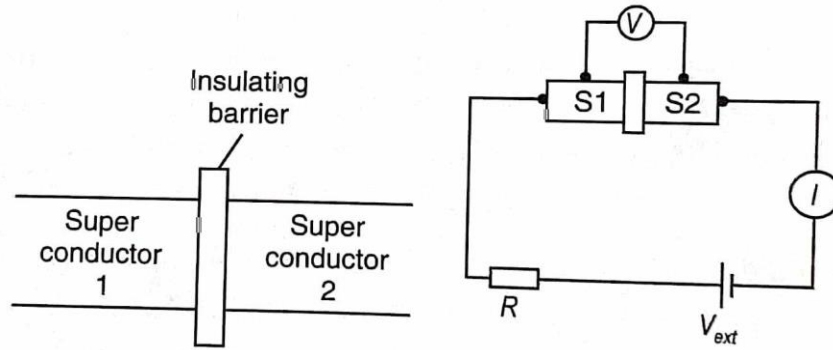 Insulating
barrier
Super
conductor
1
Super
conductor
2
V
S1
S2
I
R
V_ext